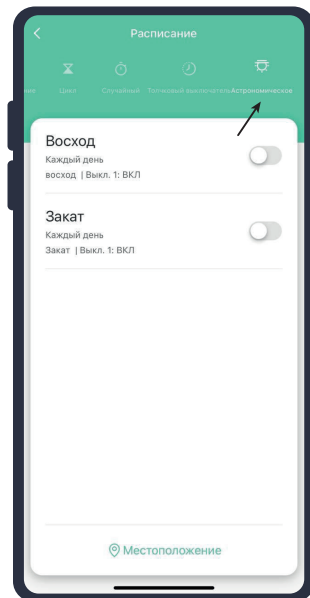 Расписание
ние Цикл Случайный Толчковый выключатель Астрономическое
Восход
Каждый день
восход | Выкл. 1: ВКЛ
Закат
Каждый день
Закат | Выкл. 1: ВКЛ
Местоположение